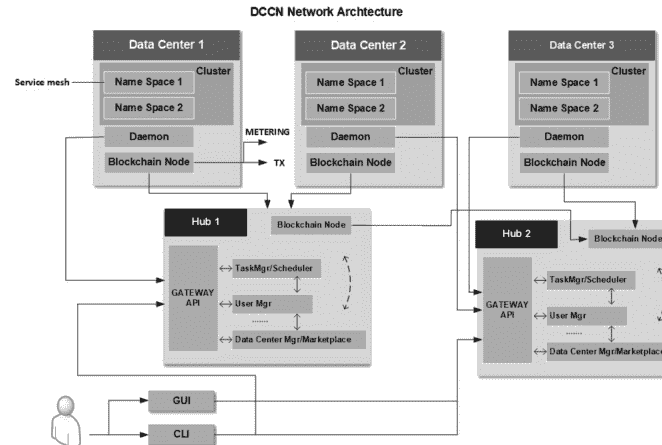 DCCN Network Archtecture
Data Center 1
Data Center 2
Data Center 3
Service mesh
Cluster
Name Space 1
Name Space 2
Daemon
Blockchain Node
METERING
TX
Cluster
Name Space 1
Name Space 2
Daemon
Blockchain Node
Cluster
Name Space 1
Name Space 2
Daemon
Blockchain Node
Hub 1
Blockchain Node
GATEWAY
API
TaskMgr/Scheduler
User Mgr
.......
Data Center Mgr/Marketplace
Hub 2
Blockchain Node
GATEWAY
API
TaskMgr/Scheduler
User Mgr
.......
Data Center Mgr/Marketplace
GUI
CLI